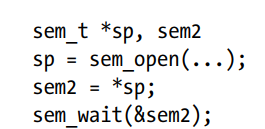 sem_t *sp, sem2
sp = sem_open(...);
sem2 = *sp;
sem_wait(&sem2);